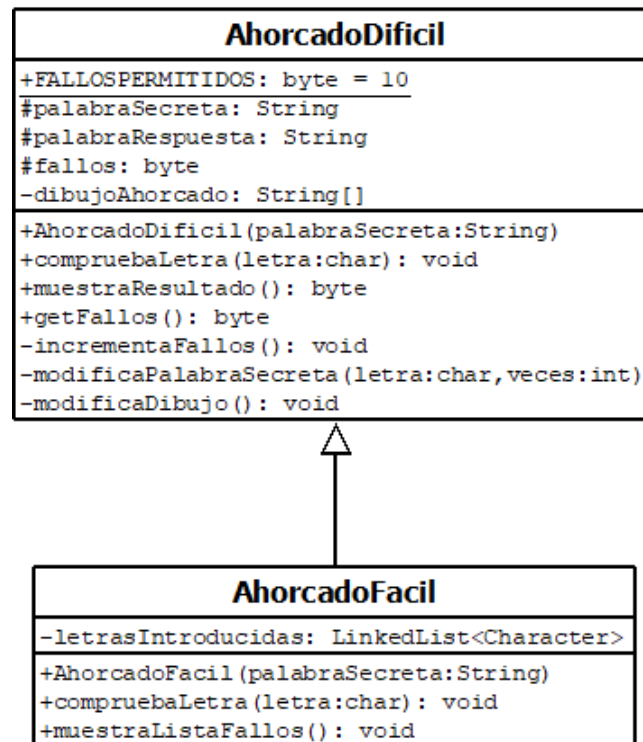 AhorcadoDificil
+FALLOSPERMITIDOS: byte = 10
#palabraSecreta: String
#palabraRespuesta: String
#fallos: byte
-dibujoAhorcado: String[]
+AhorcadoDificil(palabraSecreta:String)
+compruebaLetra(letra:char): void
+muestraResultado(): byte
+getFallos(): byte
-incrementaFallos(): void
-modificaPalabraSecreta(letra:char,veces:int)
-modificaDibujo(): void
AhorcadoFacil
-letrasIntroducidas: LinkedList<Character>
+AhorcadoFacil(palabraSecreta:String)
+compruebaLetra(letra:char): void
+muestraListaFallos(): void